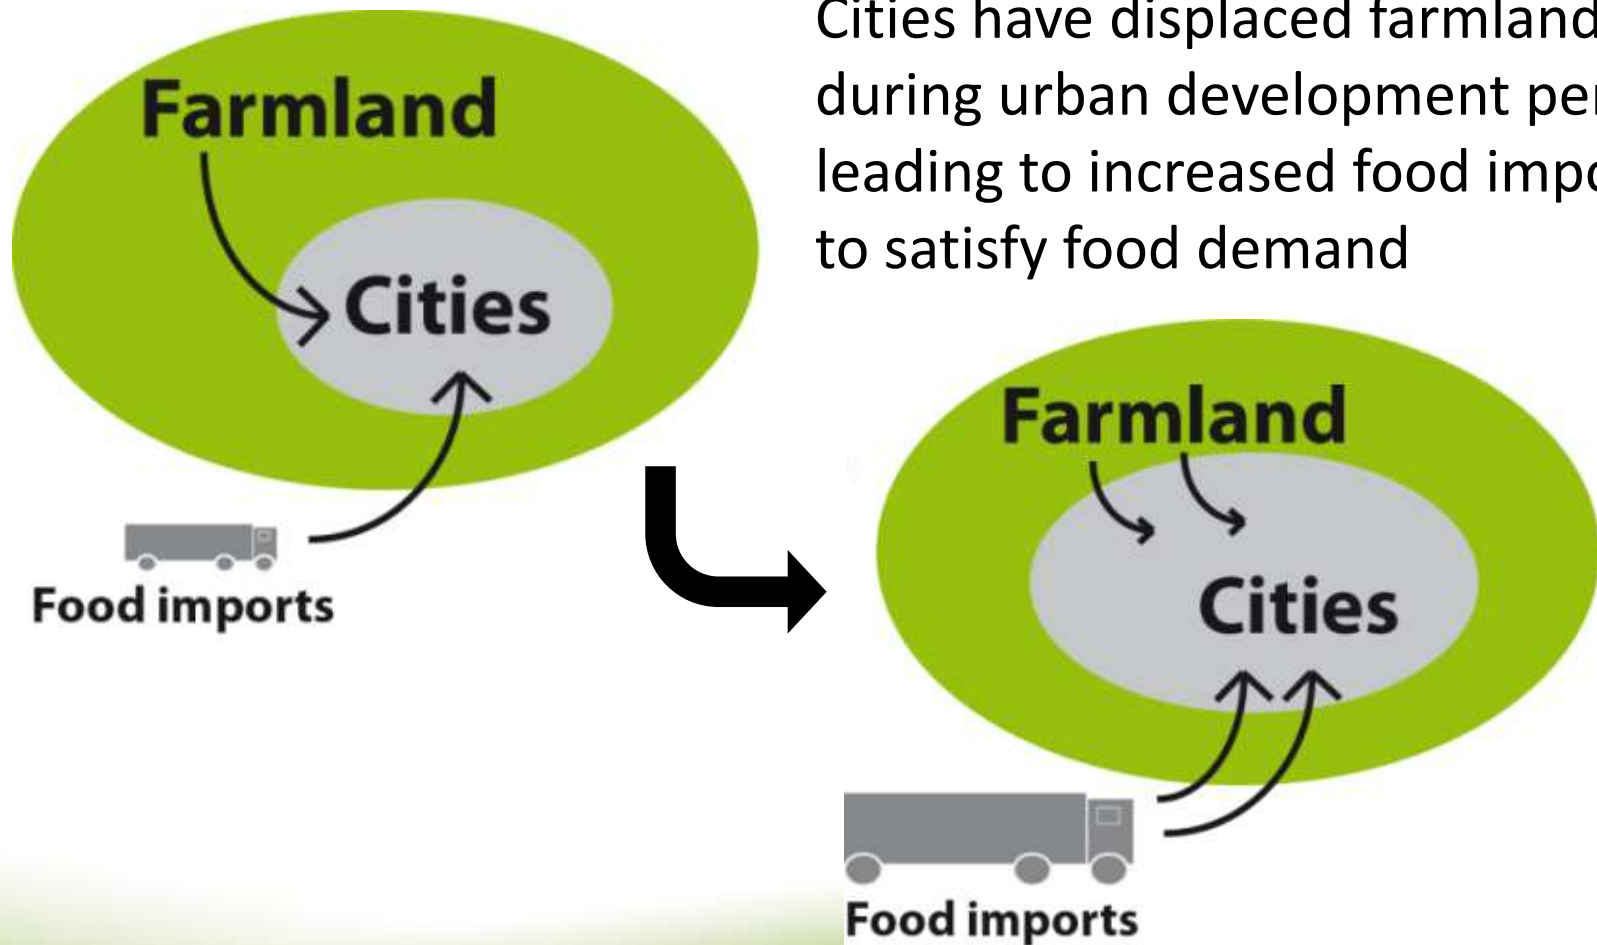 Cities have displaced farmland
during urban development
leading to increased food
to satisfy food demand
Farmland
Cities
Food imports
Farmland
Cities
Food imports